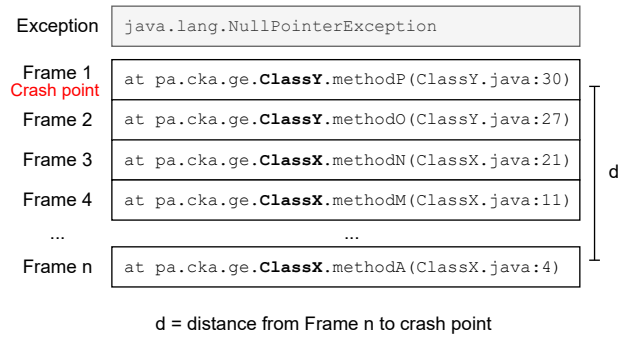 Exception java.lang.NullPointerException
Frame 1 at pa.cka.ge.ClassY.methodP(ClassY.java:30)
Crash point
Frame 2 at pa.cka.ge.ClassY.methodO(ClassY.java:27)
Frame 3 at pa.cka.ge.ClassX.methodN(ClassX.java:21)
d
Frame 4 at pa.cka.ge.ClassX.methodM(ClassX.java:11)
... ...
Frame n at pa.cka.ge.ClassX.methodA(ClassX.java:4)
d = distance from Frame n to crash point